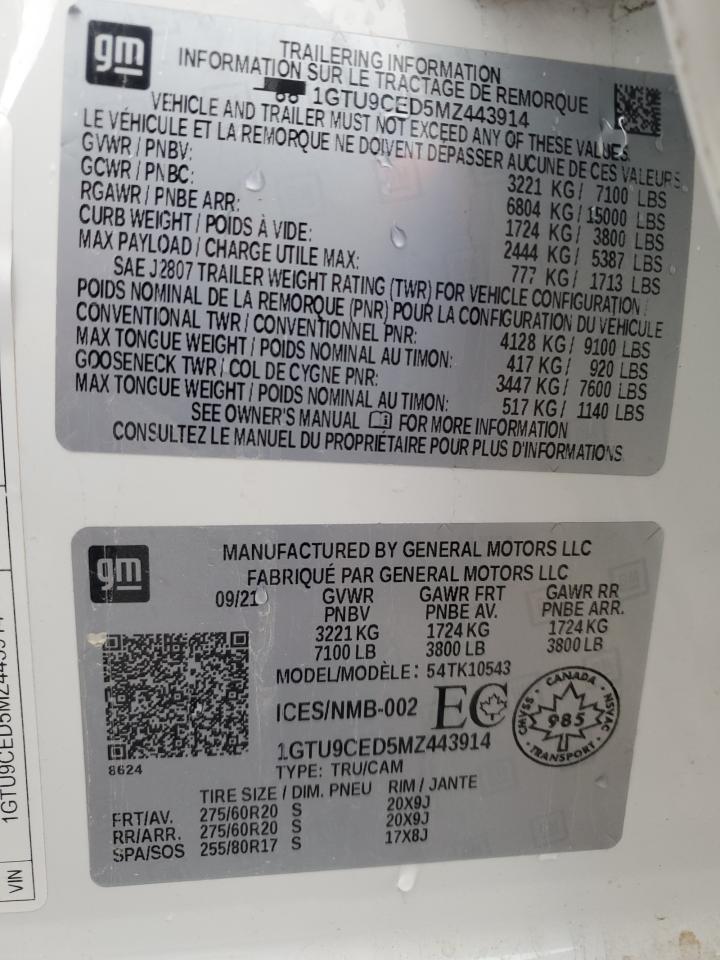 gm
TRAILERING INFORMATION
INFORMATION SUR LE TRACTAGE DE REMORQUE
1GTU9CED5MZ443914
VEHICLE AND TRAILER MUST NOT EXCEED ANY OF THESE VALUES.
LE VÉHICULE ET LA REMORQUE NE DOIVENT DÉPASSER AUCUNE DE CES VALEURS.
GVWR / PNBV: 3221 KG/ 7100 LBS
GCWR / PNBC: 6804 KG/ 15000 LBS
RGAWR / PNBE ARR: 1724 KG/ 3800 LBS
CURB WEIGHT / POIDS À VIDE: 2444 KG/ 5387 LBS
MAX PAYLOAD / CHARGE UTILE MAX: 777 KG/ 1713 LBS
SAE J2807 TRAILER WEIGHT RATING (TWR) FOR VEHICLE CONFIGURATION
POIDS NOMINAL DE LA REMORQUE (PNR) POUR LA CONFIGURATION DU VÉHICULE
CONVENTIONAL TWR / CONVENTIONNEL PNR: 4128 KG/ 9100 LBS
MAX TONGUE WEIGHT / POIDS NOMINAL AU TIMON: 417 KG/ 920 LBS
GOOSENECK TWR / COL DE CYGNE PNR: 3447 KG/ 7600 LBS
MAX TONGUE WEIGHT / POIDS NOMINAL AU TIMON: 517 KG/ 1140 LBS
SEE OWNER'S MANUAL FOR MORE INFORMATION
CONSULTEZ LE MANUEL DU PROPRIÉTAIRE POUR PLUS D'INFORMATIONS
gm
MANUFACTURED BY GENERAL MOTORS LLC
FABRIQUÉ PAR GENERAL MOTORS LLC
09/21 GVWR GAWR FRT GAWR RR
PNBV PNBE AV. PNBE ARR.
3221 KG 1724 KG 1724 KG
7100 LB 3800 LB 3800 LB
MODEL/MODÈLE: 54TK10543
ICES/NMB-002 EC
CANADA
CMVSS 985 NSVAC
TRANSPORT
1GTU9CED5MZ443914
8624
TYPE: TRU/CAM
TIRE SIZE / DIM. PNEU RIM / JANTE
FRT/AV. 275/60R20 S 20X9J
RR/ARR. 275/60R20 S 20X9J
SPA/SOS 255/80R17 S 17X8J
VIN 1GTU9CED5MZ443914